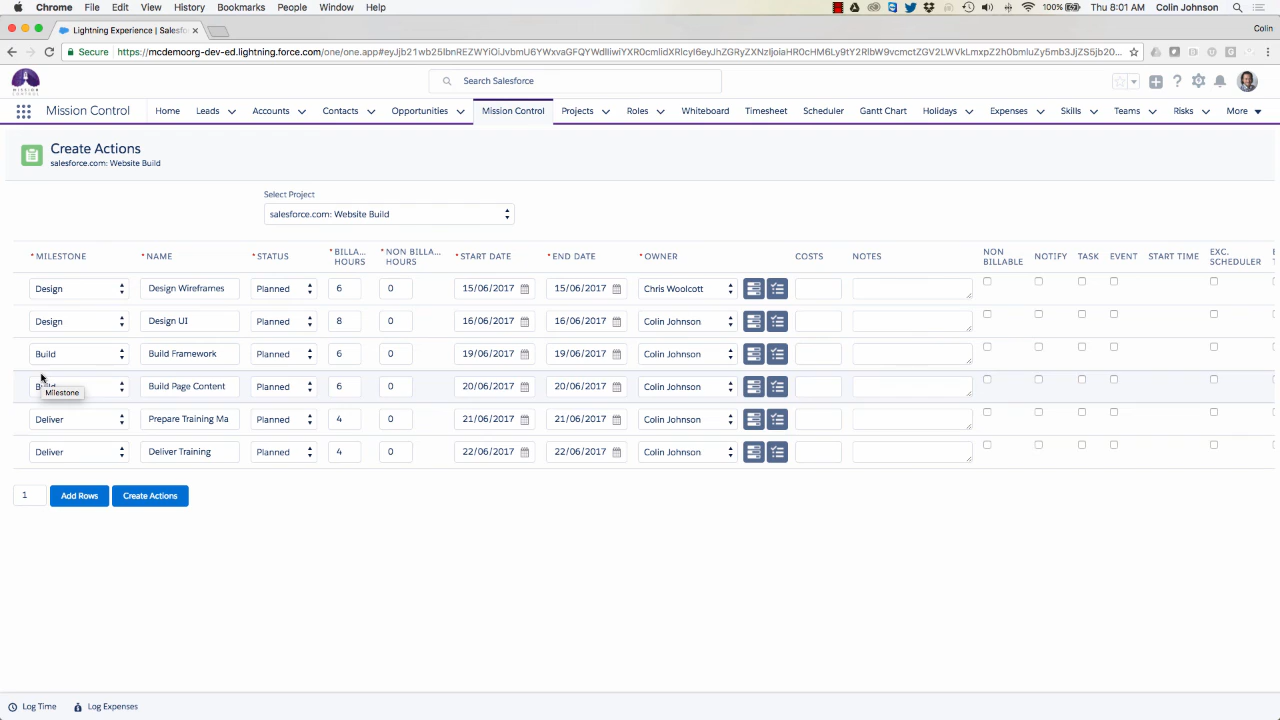 Chrome File Edit View History Bookmarks People Window Help 100% Thu 8:01 AM Colin Johnson
Lightning Experience | Salesfo Colin
Secure https://mcdemoorg-dev-ed.lightning.force.com/one/one.app#
Search Salesforce
Mission Control Home Leads Accounts Contacts Opportunities Mission Control Projects Roles Whiteboard Timesheet Scheduler Gantt Chart Holidays Expenses Skills Teams Risks More
Create Actions
salesforce.com: Website Build
Select Project
salesforce.com: Website Build
* MILESTONE * NAME * STATUS * BILLA... HOURS * NON BILLA... HOURS * START DATE * END DATE * OWNER COSTS NOTES NON BILLABLE NOTIFY TASK EVENT START TIME EXC. SCHEDULER
Design Design Wireframes Planned 6 0 15/06/2017 15/06/2017 Chris Woolcott
Design Design UI Planned 8 0 16/06/2017 16/06/2017 Colin Johnson
Build Build Framework Planned 6 0 19/06/2017 19/06/2017 Colin Johnson
Build Build Page Content Planned 6 0 20/06/2017 20/06/2017 Colin Johnson
Milestone
Deliver Prepare Training Ma Planned 4 0 21/06/2017 21/06/2017 Colin Johnson
Deliver Deliver Training Planned 4 0 22/06/2017 22/06/2017 Colin Johnson
1 Add Rows Create Actions
Log Time Log Expenses